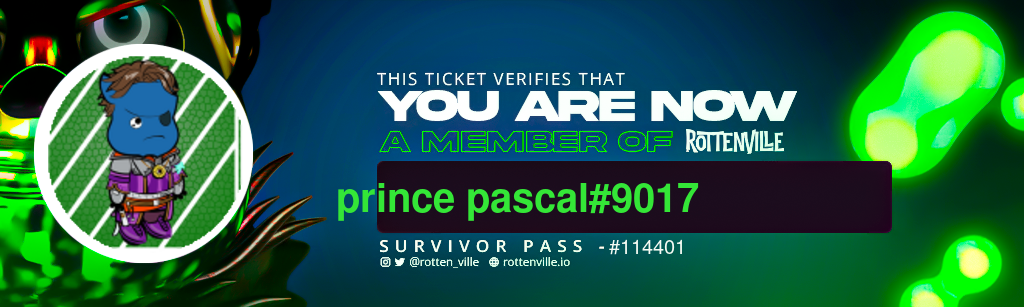 THIS TICKET VERIFIES THAT
YOU ARE NOW
A MEMBER OF ROTTENVILLE
prince pascal#9017
SURVIVOR PASS -#114401
@rotten_ville rottenville.io